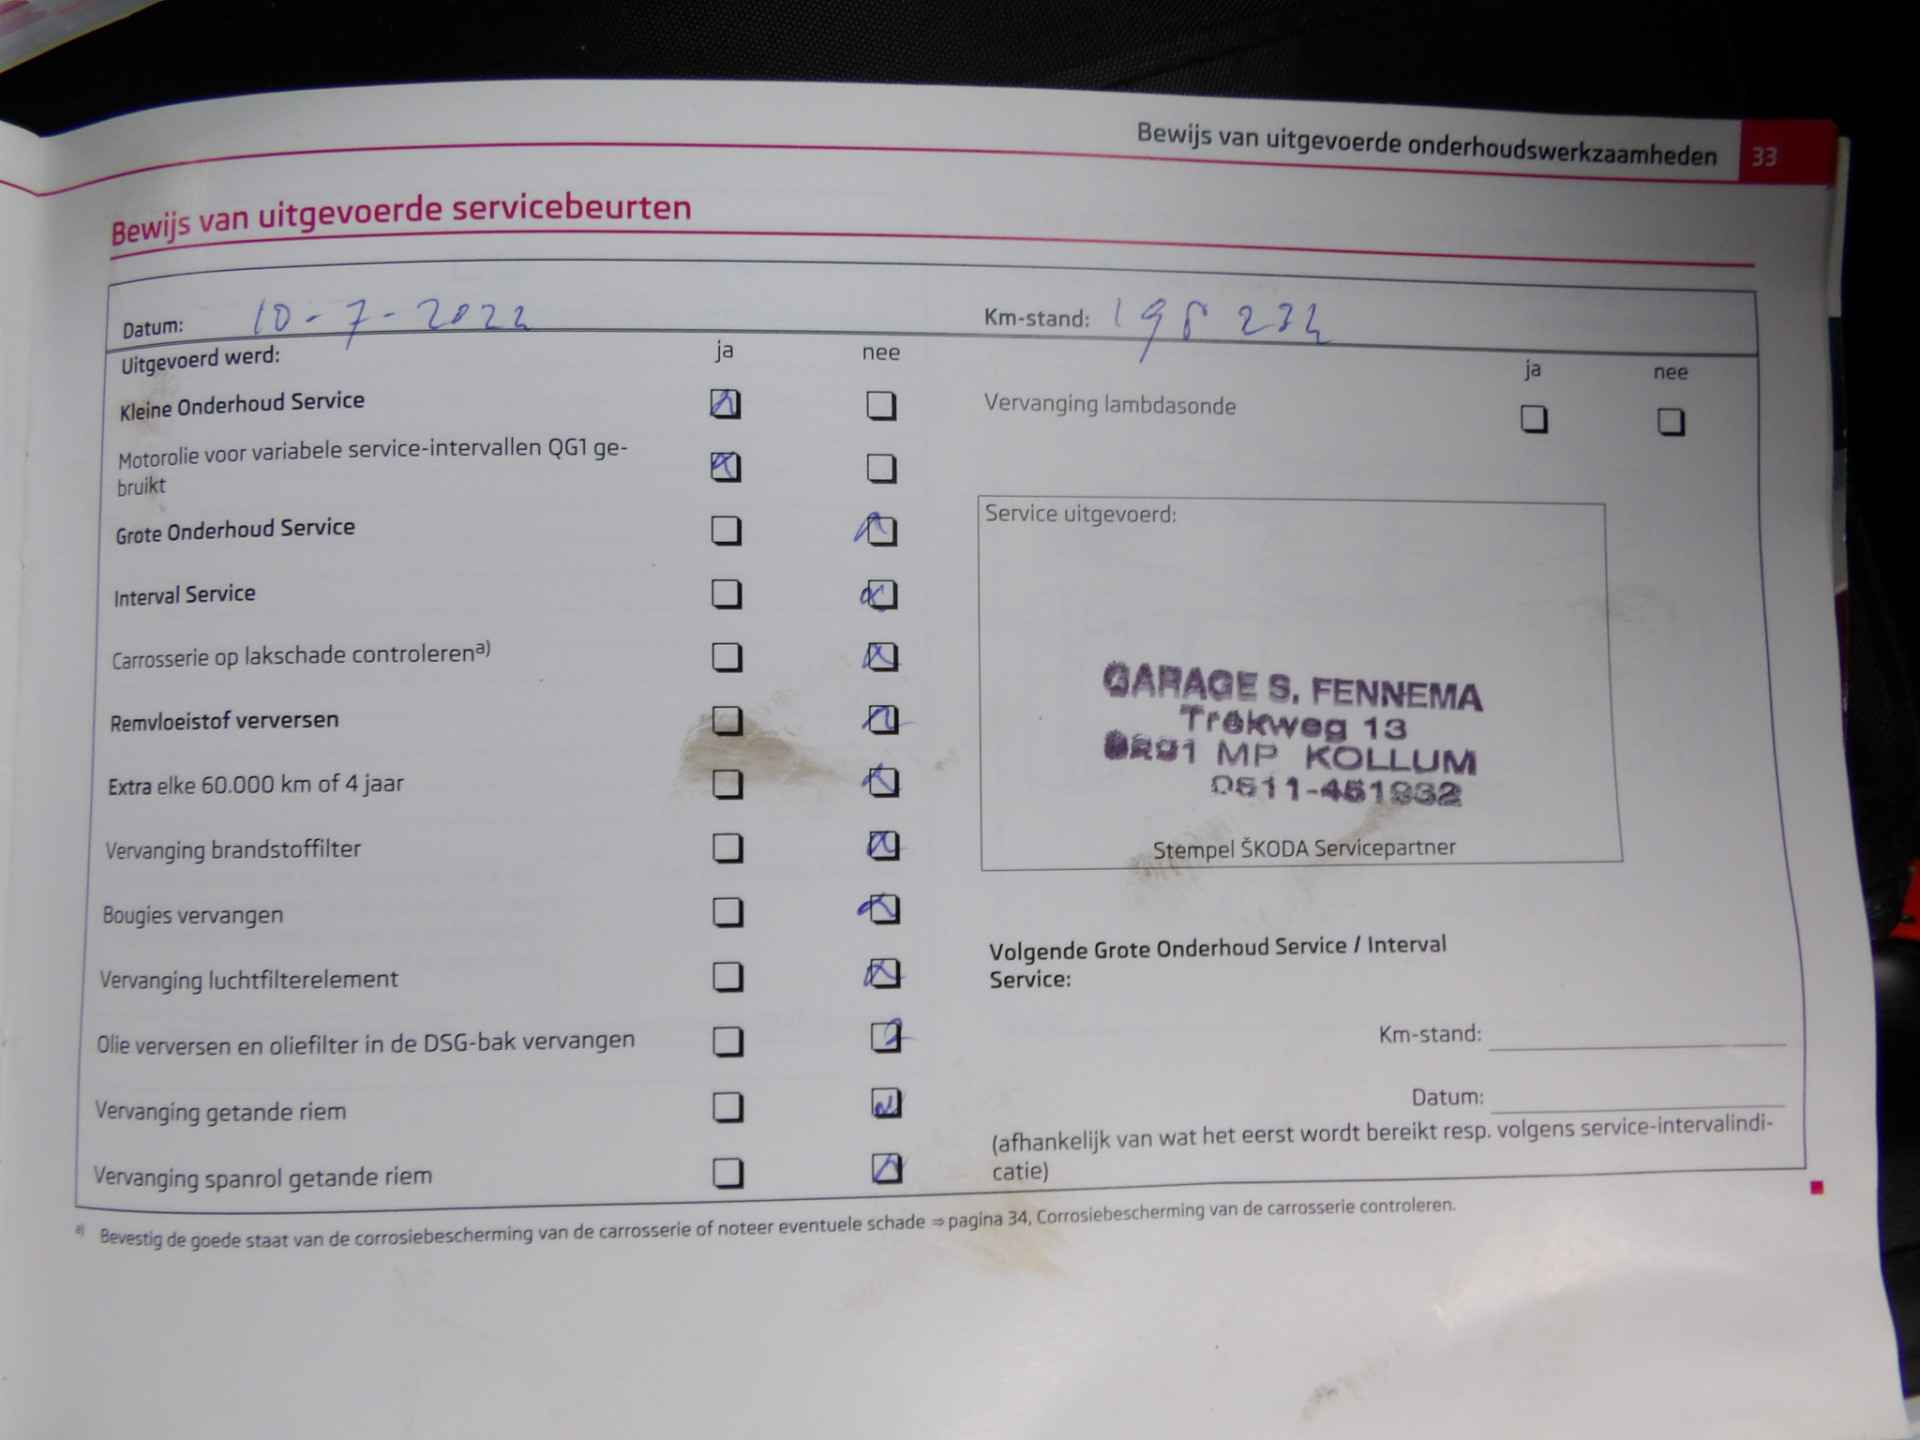 Bewijs van uitgevoerde onderhoudswerkzaamheden 33
Bewijs van uitgevoerde servicebeurten
Datum: 10-7-2022
Km-stand:
Uitgevoerd werd:
ja nee
ja nee
Kleine Onderhoud Service
Vervanging lambdasonde
Motorolie voor variabele service-intervallen QG1 ge-
bruikt
Grote Onderhoud Service
Interval Service
Carrosserie op lakschade controleren a)
Remvloeistof verversen
Extra elke 60.000 km of 4 jaar
Vervanging brandstoffilter
Bougies vervangen
Vervanging luchtfilterelement
Olie verversen en oliefilter in de DSG-bak vervangen
Vervanging getande riem
Vervanging spanrol getande riem
Service uitgevoerd:
GARAGE S. FENNEMA
Trekweg 13
MP KOLLUM
Stempel ŠKODA Servicepartner
Volgende Grote Onderhoud Service / Interval
Service:
Km-stand:
Datum:
(afhankelijk van wat het eerst wordt bereikt resp. volgens service-intervalindi-
catie)
a) Bevestig de goede staat van de corrosiebescherming van de carrosserie of noteer eventuele schade ⇒ pagina 34, Corrosiebescherming van de carrosserie controleren.